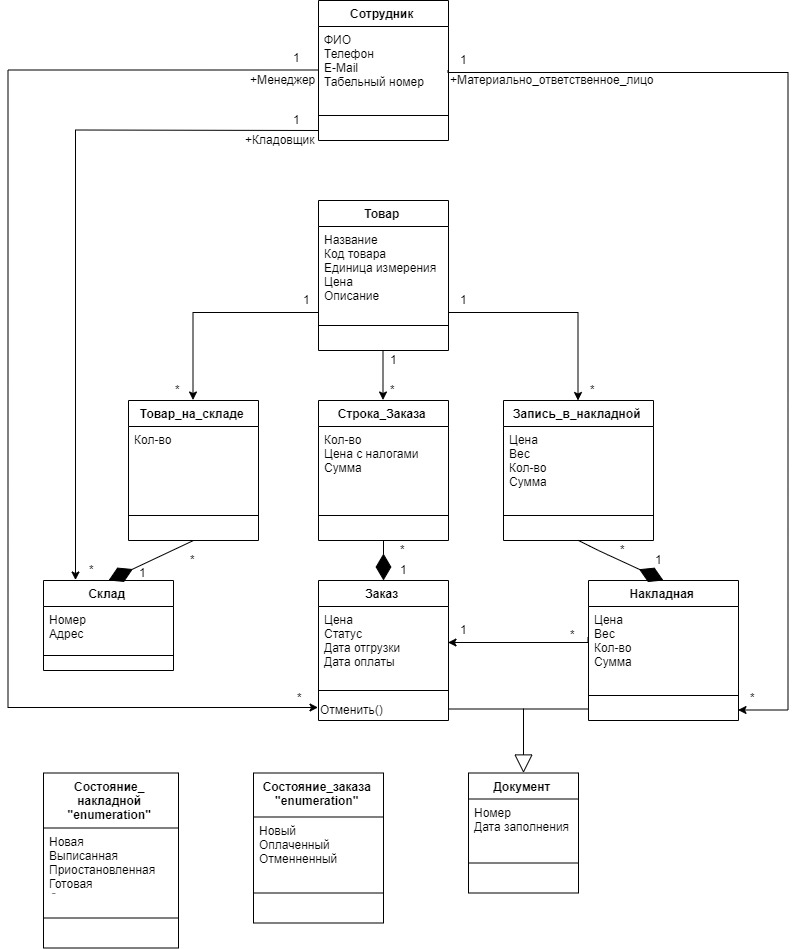 Сотрудник
ФИО
Телефон
E-Mail
Табельный номер
1
+Менеджер
1
+Материально_ответственное_лицо
1
+Кладовщик
Товар
Название
Код товара
Единица измерения
Цена
Описание
1
1
1
*
*
*
Товар_на_складе
Кол-во
Строка_Заказа
Кол-во
Цена с налогами
Сумма
Запись_в_накладной
Цена
Вес
Кол-во
Сумма
*
*
1
*
1
*
1
Склад
Номер
Адрес
Заказ
Цена
Статус
Дата отгрузки
Дата оплаты
Отменить()
Накладная
Цена
Вес
Кол-во
Сумма
1
*
*
*
Состояние_
накладной
"enumeration"
Новая
Выписанная
Приостановленная
Готовая
Состояние_заказа
"enumeration"
Новый
Оплаченный
Отменненный
Документ
Номер
Дата заполнения